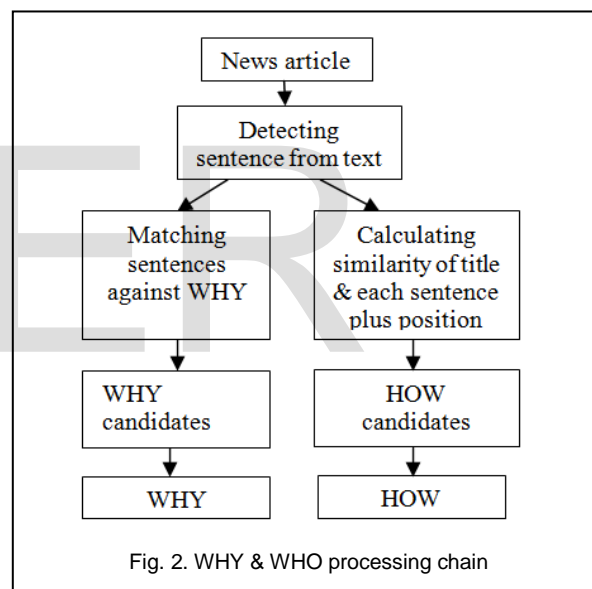 News article
Detecting
sentence from text
Matching
sentences
against WHY
Calculating
similarity of title
& each sentence
plus position
WHY
candidates
HOW
candidates
WHY
HOW
Fig. 2. WHY & WHO processing chain
ER